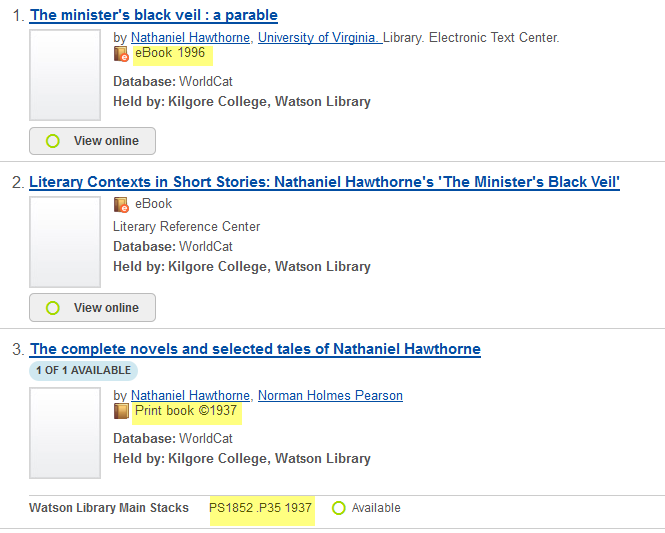 1. The minister's black veil : a parable
by Nathaniel Hawthorne, University of Virginia. Library. Electronic Text Center.
eBook 1996
Database: WorldCat
Held by: Kilgore College, Watson Library
View online
2. Literary Contexts in Short Stories: Nathaniel Hawthorne's 'The Minister's Black Veil'
eBook
Literary Reference Center
Database: WorldCat
Held by: Kilgore College, Watson Library
View online
3. The complete novels and selected tales of Nathaniel Hawthorne
1 OF 1 AVAILABLE
by Nathaniel Hawthorne, Norman Holmes Pearson
Print book ©1937
Database: WorldCat
Held by: Kilgore College, Watson Library
Watson Library Main Stacks PS1852 .P35 1937 Available